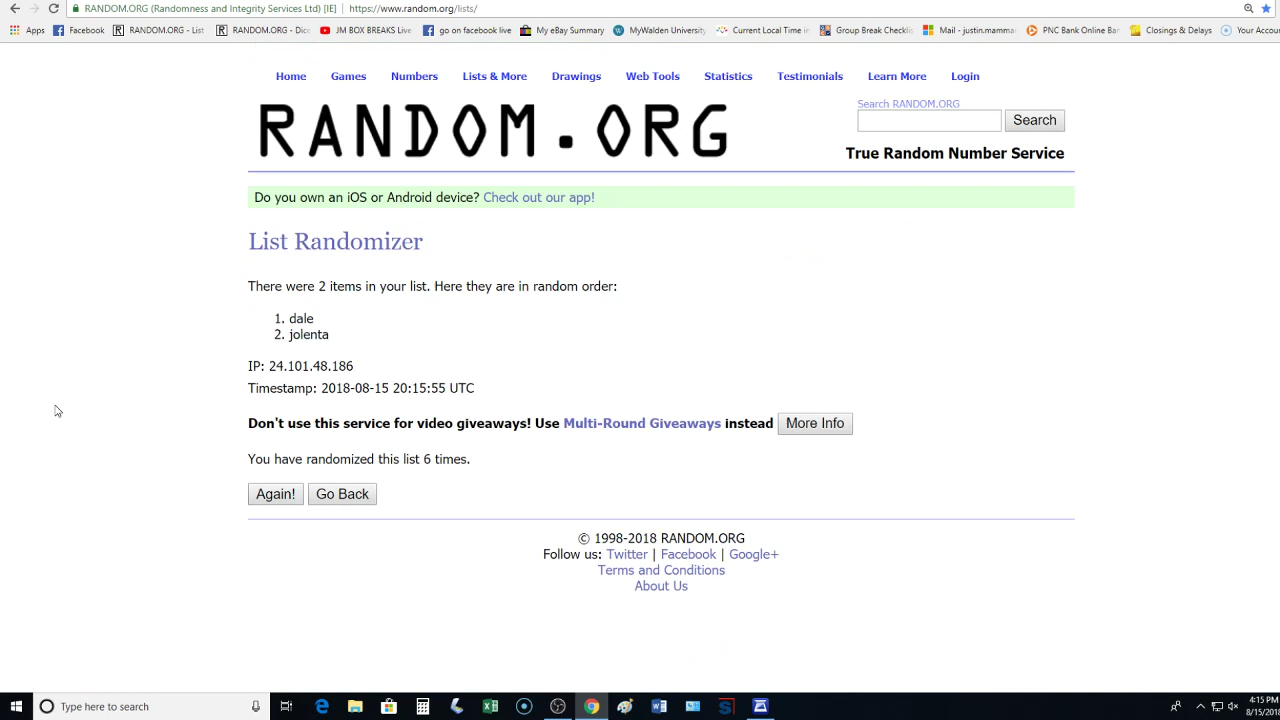 RANDOM.ORG (Randomness and Integrity Services Ltd) [IE] | https://www.random.org/lists/
Apps Facebook RANDOM.ORG - List RANDOM.ORG - Dice JM BOX BREAKS Live go on facebook live My eBay Summary MyWalden University Current Local Time in Group Break Checklis Mail - justin.mamma PNC Bank Online Ban Closings & Delays Your Accou
Home Games Numbers Lists & More Drawings Web Tools Statistics Testimonials Learn More Login
Search RANDOM.ORG
RANDOM.ORG
Search
True Random Number Service
Do you own an iOS or Android device? Check out our app!
List Randomizer
There were 2 items in your list. Here they are in random order:
1. dale
2. jolenta
IP: 24.101.48.186
Timestamp: 2018-08-15 20:15:55 UTC
Don't use this service for video giveaways! Use Multi-Round Giveaways instead More Info
You have randomized this list 6 times.
Again! Go Back
© 1998-2018 RANDOM.ORG
Follow us: Twitter | Facebook | Google+
Terms and Conditions
About Us
4:15 PM
Type here to search
8/15/2018